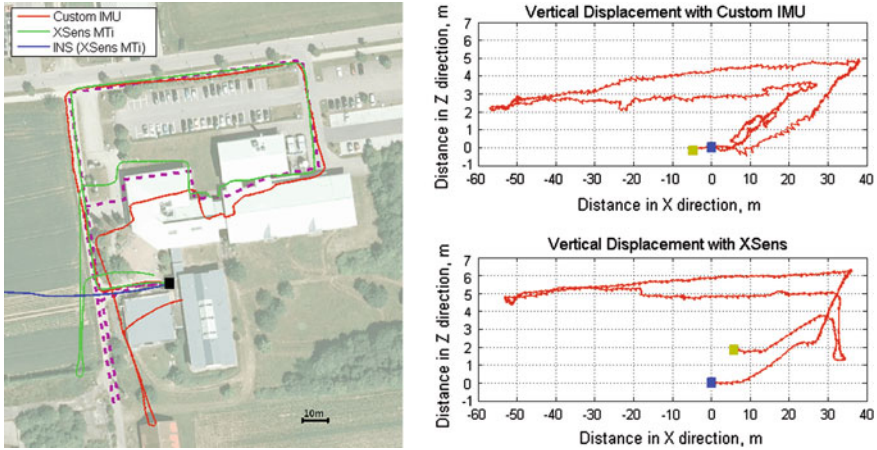 Custom IMU
XSens MTi
INS (XSens MTi)
10m
Vertical Displacement with Custom IMU
Distance in Z direction, m
7
6
5
4
3
2
1
0
-1
-60 -50 -40 -30 -20 -10 0 10 20 30 40
Distance in X direction, m
Vertical Displacement with XSens
Distance in Z direction, m
7
6
5
4
3
2
1
0
-1
-60 -50 -40 -30 -20 -10 0 10 20 30 40
Distance in X direction, m